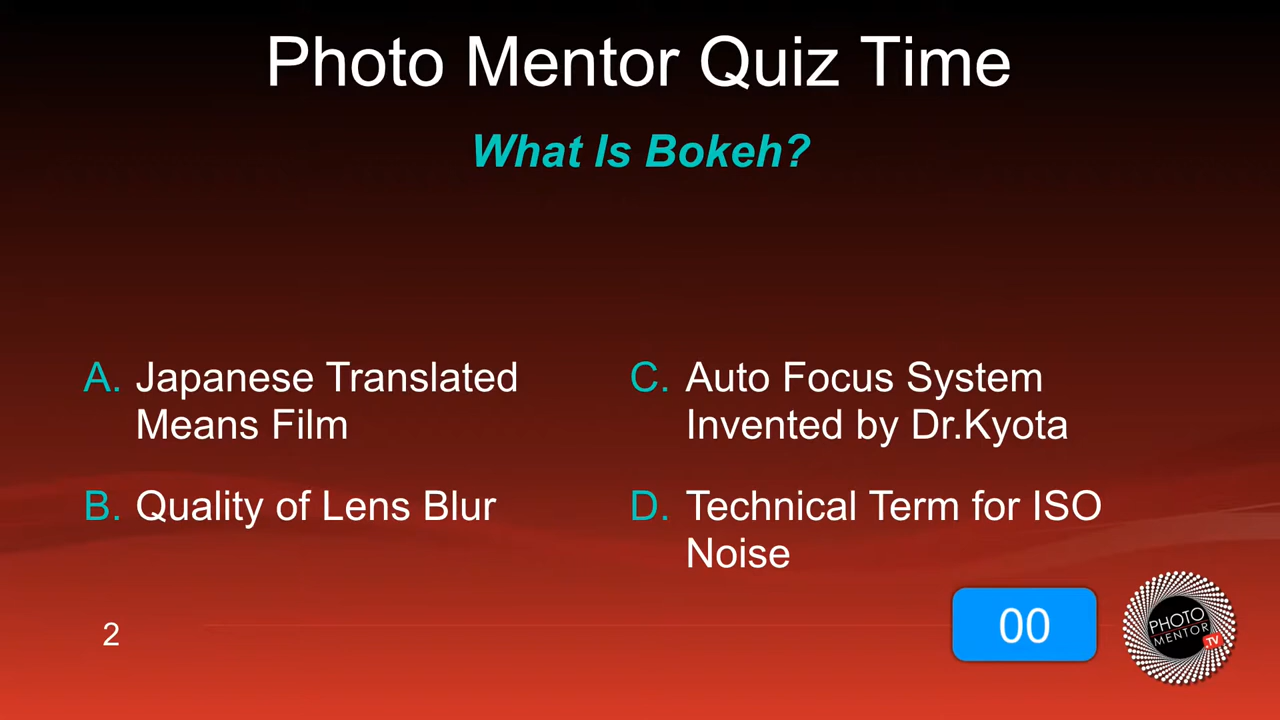 Photo Mentor Quiz Time
What Is Bokeh?
A. Japanese Translated
Means Film
B. Quality of Lens Blur
C. Auto Focus System
Invented by Dr.Kyota
D. Technical Term for ISO
Noise
2
00
PHOTO
MENTOR
TV